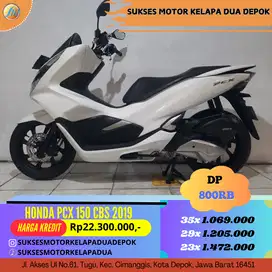 SUKSES MOTOR KELAPA DUA DEPOK
PCX
HONDA PCX 150 CBS 2019
HARGA KREDIT
Rp22.300.000,-
DP
800RB
35x 1.069.000
29x 1.205.000
23x 1.472.000
SUKSESMOTORKELAPADUADEPOK
SUKSESMOTORKELAPADUA
Jl. Akses UI No.81, Tugu, Kec. Cimanggis, Kota Depok, Jawa Barat 16451